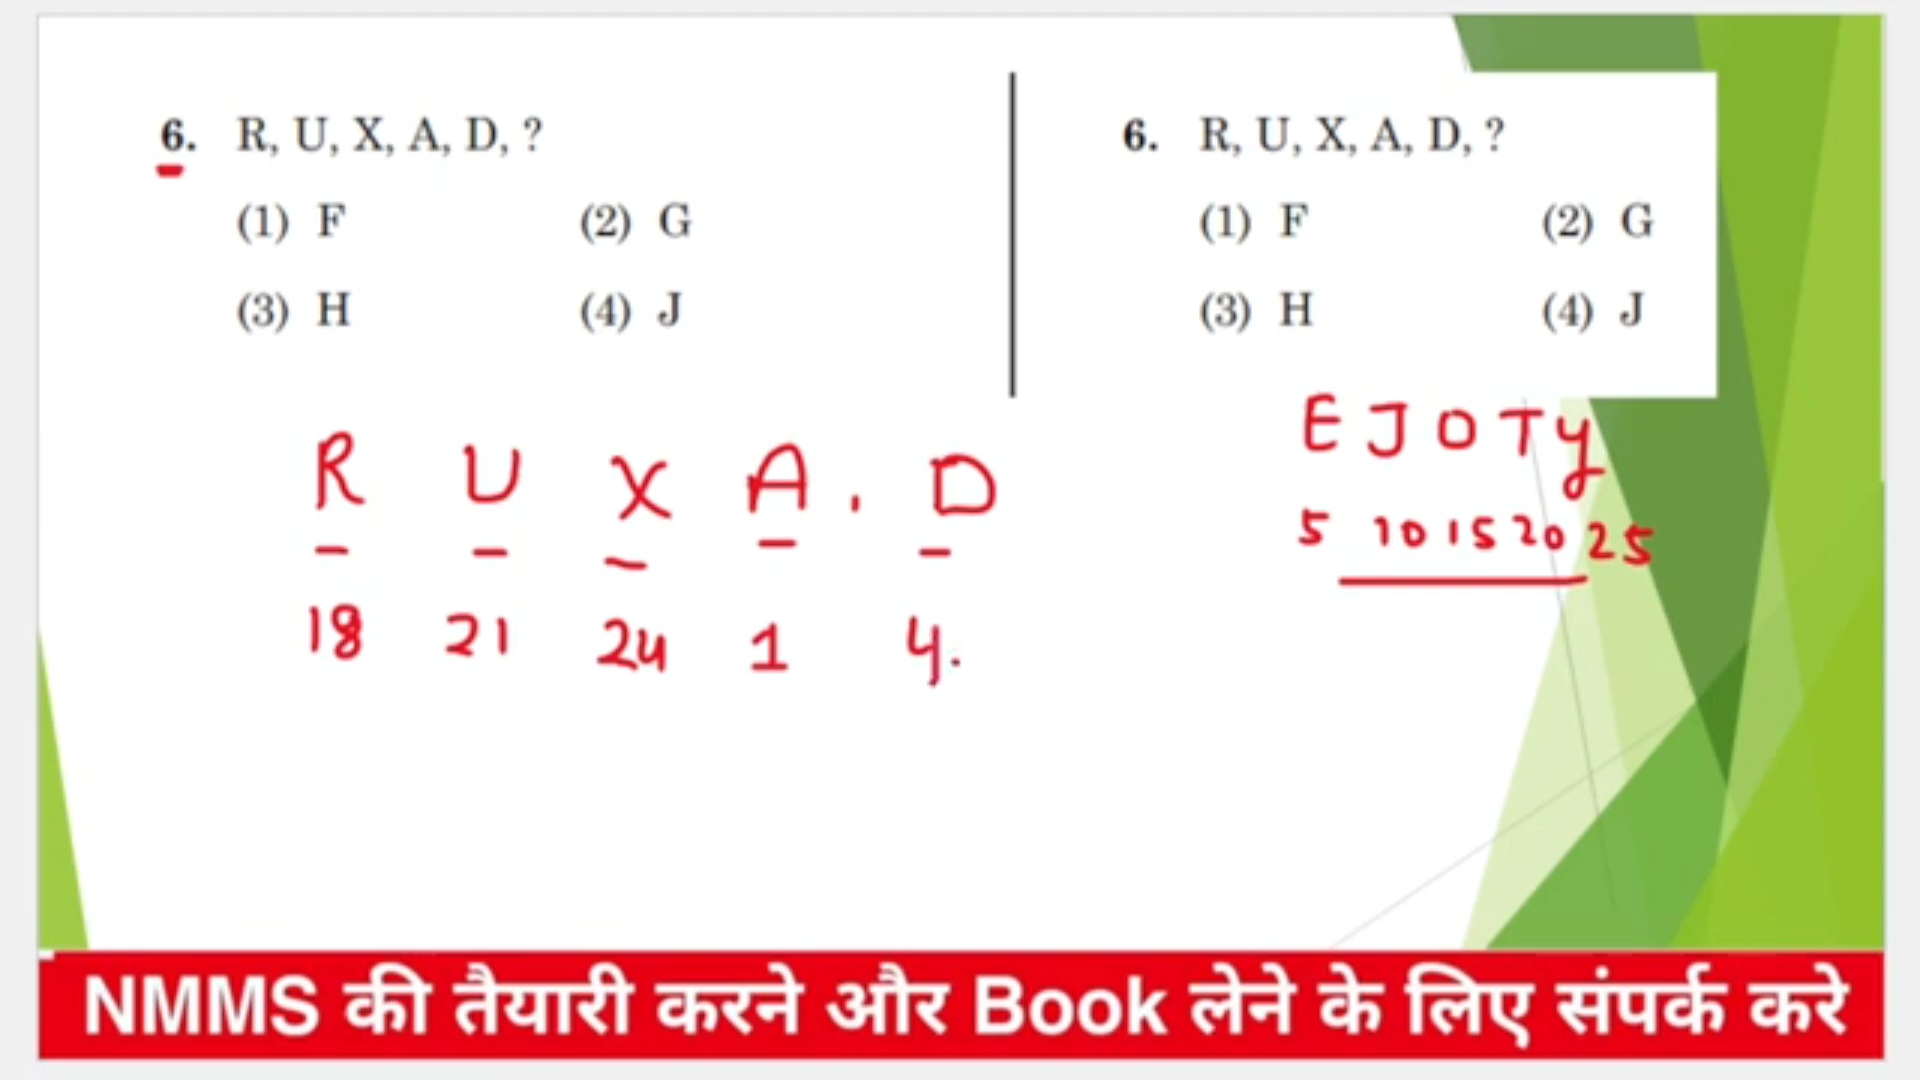 6. R, U, X, A, D, ?
(1) F (2) G
(3) H (4) J
6. R, U, X, A, D, ?
(1) F (2) G
(3) H (4) J
E J O T y
5 10 15 20 25
R U X A . D
18 21 24 1 4.
NMMS की तैयारी करने और Book लेने के लिए संपर्क करे